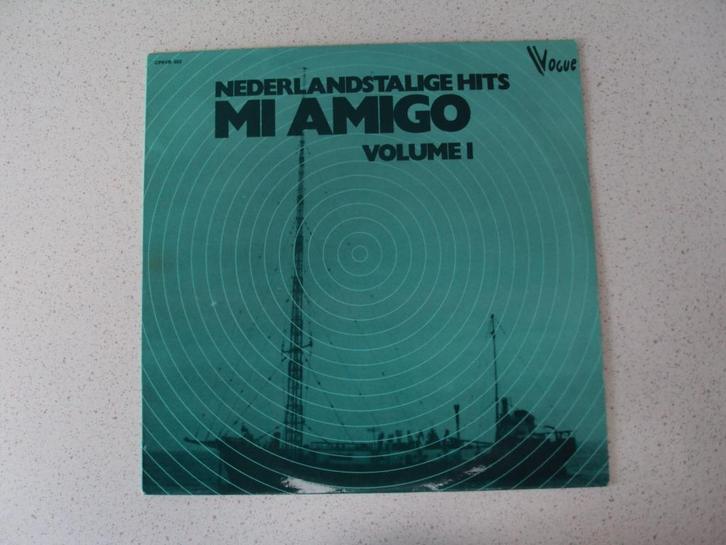 Vogue
NEDERLANDSTALIGE HITS
MI AMIGO
VOLUME I